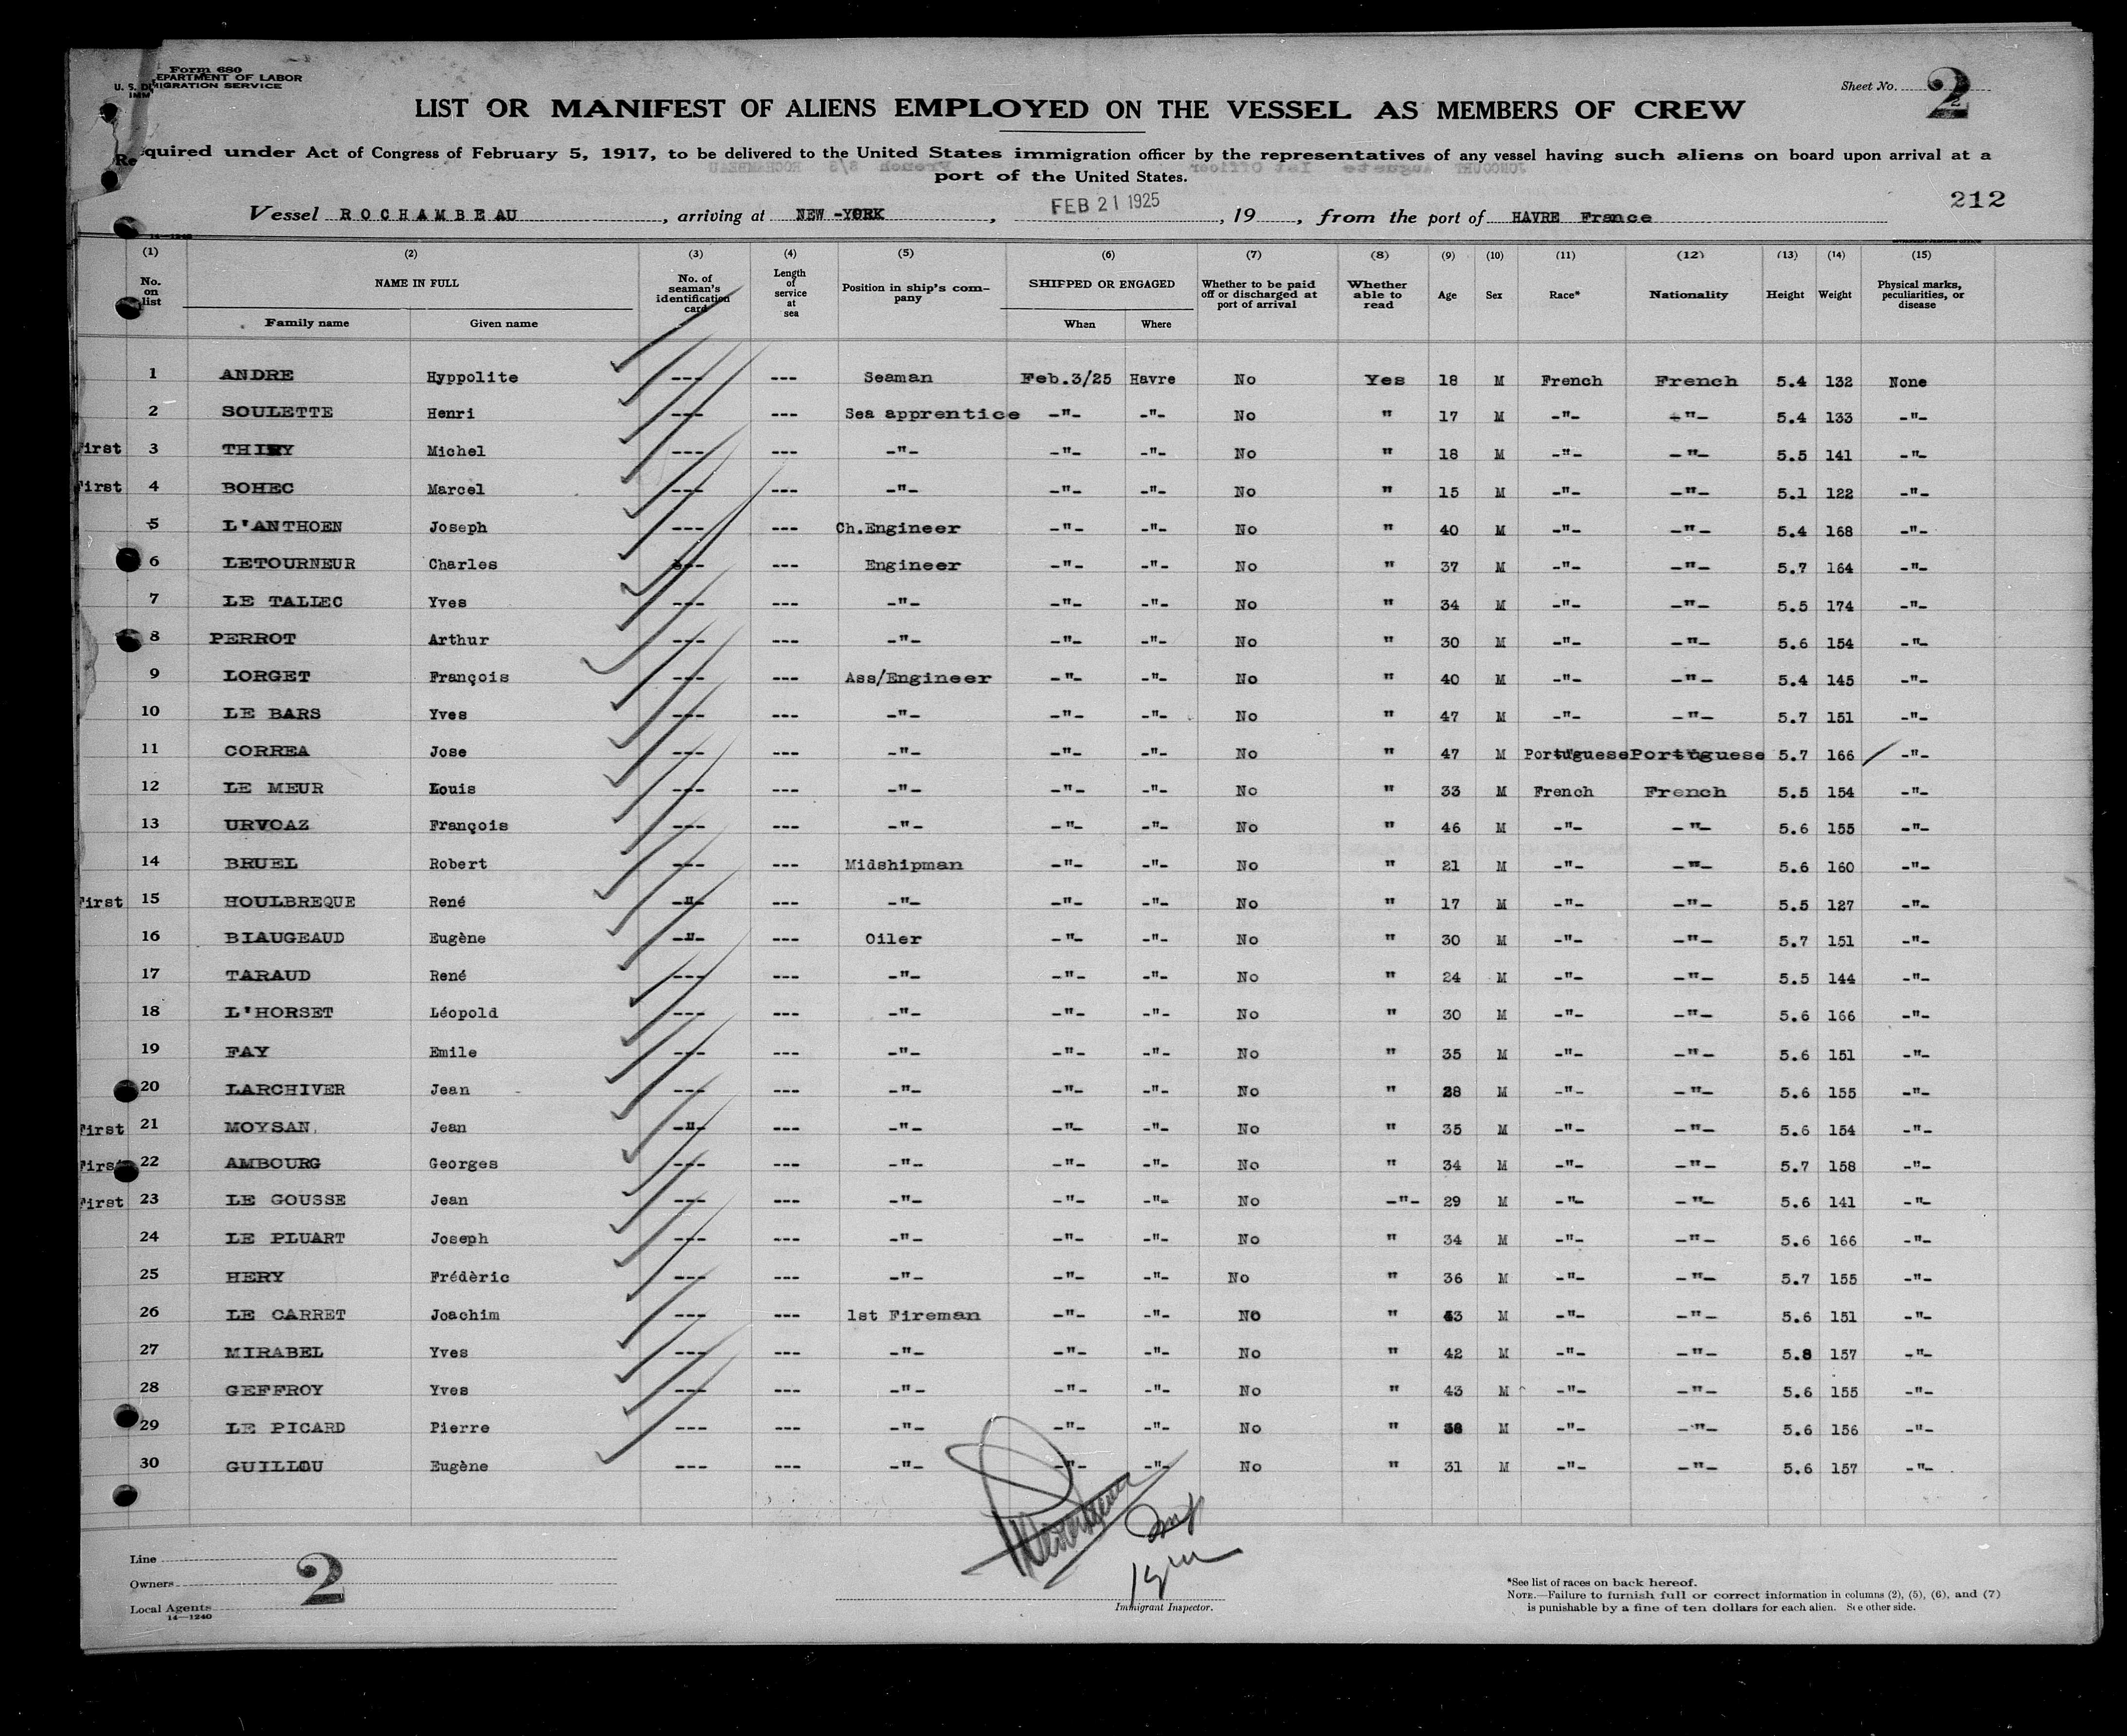 Form 680
U. S. DEPARTMENT OF LABOR
IMMIGRATION SERVICE
Sheet No. 2
LIST OR MANIFEST OF ALIENS EMPLOYED ON THE VESSEL AS MEMBERS OF CREW
Required under Act of Congress of February 5, 1917, to be delivered to the United States immigration officer by the representatives of any vessel having such aliens on board upon arrival at a
port of the United States.
212
Vessel ROCHAMBEAU, arriving at NEW-YORK, FEB 21 1925, 19, from the port of HAVRE France
14-1240
(1) (2) (3) (4) (5) (6) (7) (8) (9) (10) (11) (12) (13) (14) (15)
No. on list NAME IN FULL No. of seaman's identification card Length of service at sea Position in ship's company SHIPPED OR ENGAGED Whether to be paid off or discharged at port of arrival Whether able to read Age Sex Race* Nationality Height Weight Physical marks, peculiarities, or disease
Family name Given name When Where
1 ANDRE Hyppolite --- --- Seaman Feb.3/25 Havre No Yes 18 M French French 5.4 132 None
2 SOULETTE Henri --- --- Sea apprentice -"- -"- No " 17 M -"- -"- 5.4 133 -"-
First 3 THIRY Michel --- --- -"- -"- -"- No " 18 M -"- -"- 5.5 141 -"-
First 4 BOHEC Marcel --- --- -"- -"- -"- No " 15 M -"- -"- 5.1 122 -"-
5 L'ANTHOEN Joseph --- --- Ch.Engineer -"- -"- No " 40 M -"- -"- 5.4 168 -"-
6 LETOURNEUR Charles --- --- Engineer -"- -"- No " 37 M -"- -"- 5.7 164 -"-
7 LE TALLEC Yves --- --- -"- -"- -"- No " 34 M -"- -"- 5.5 174 -"-
8 PERROT Arthur --- --- -"- -"- -"- No " 30 M -"- -"- 5.6 154 -"-
9 LORGET François --- --- Ass/Engineer -"- -"- No " 40 M -"- -"- 5.4 145 -"-
10 LE BARS Yves --- --- -"- -"- -"- No " 47 M -"- -"- 5.7 151 -"-
11 CORREA Jose --- --- -"- -"- -"- No " 47 M Portuguese Portuguese 5.7 166 -"-
12 LE MEUR Louis --- --- -"- -"- -"- No " 33 M French French 5.5 154 -"-
13 URVOAZ François --- --- -"- -"- -"- No " 46 M -"- -"- 5.6 155 -"-
14 BRUEL Robert --- --- Midshipman -"- -"- No " 21 M -"- -"- 5.6 160 -"-
First 15 HOULBREQUE René -"- --- -"- -"- -"- No " 17 M -"- -"- 5.5 127 -"-
16 BIAUGEAUD Eugène -"- --- Oiler -"- -"- No " 30 M -"- -"- 5.7 151 -"-
17 TARAUD René --- --- -"- -"- -"- No " 24 M -"- -"- 5.5 144 -"-
18 L'HORSET Léopold --- --- -"- -"- -"- No " 30 M -"- -"- 5.6 166 -"-
19 FAY Emile --- --- -"- -"- -"- No " 35 M -"- -"- 5.6 151 -"-
20 LARCHIVER Jean --- --- -"- -"- -"- No " 28 M -"- -"- 5.6 155 -"-
First 21 MOYSAN Jean -"- --- -"- -"- -"- No " 35 M -"- -"- 5.6 154 -"-
First 22 AMBOURG Georges --- --- -"- -"- -"- No " 34 M -"- -"- 5.7 158 -"-
First 23 LE GOUSSE Jean --- --- -"- -"- -"- No -"- 29 M -"- -"- 5.6 141 -"-
24 LE PLUART Joseph --- --- -"- -"- -"- No " 34 M -"- -"- 5.6 166 -"-
25 HERY Frédèric --- --- -"- -"- -"- No " 36 M -"- -"- 5.7 155 -"-
26 LE CARRET Joachim --- --- 1st Fireman -"- -"- No " 43 M -"- -"- 5.6 151 -"-
27 MIRABEL Yves --- --- -"- -"- -"- No " 42 M -"- -"- 5.8 157 -"-
28 GEFFROY Yves --- --- -"- -"- -"- No " 43 M -"- -"- 5.6 155 -"-
29 LE PICARD Pierre --- --- -"- -"- -"- No " M -"- -"- 5.6 156 -"-
30 GUILLOU Eugène --- --- -"- -"- -"- No " 31 M -"- -"- 5.6 157 -"-
Line
Owners
Local Agents
14-1240
2
Immigrant Inspector.
*See list of races on back hereof.
NOTE.—Failure to furnish full or correct information in columns (2), (5), (6), and (7)
is punishable by a fine of ten dollars for each alien. See other side.